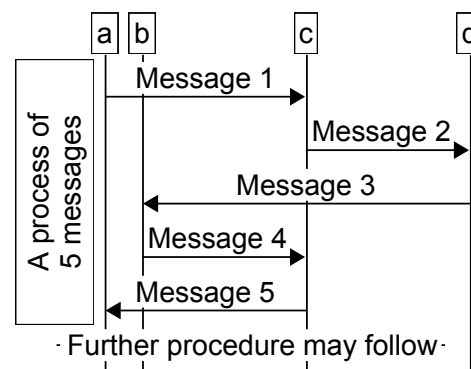 a b c d
Message 1
Message 2
Message 3
Message 4
Message 5
A process of
5 messages
Further procedure may follow